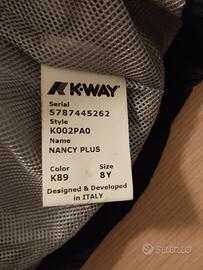 K-WAY
Serial
5787445262
Style
K002PA0
Name
NANCY PLUS
Color Size
K89 8Y
Designed & Developed
in ITALY
subito